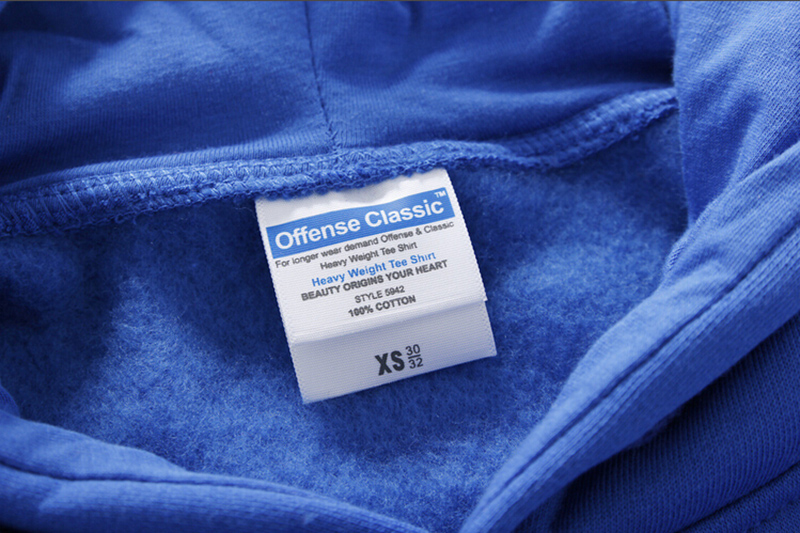 Offense Classic™
For longer wear demand Offense & Classic
Heavy Weight Tee Shirt
Heavy Weight Tee Shirt
BEAUTY ORIGINS YOUR HEART
STYLE 5942
100% COTTON
XS 30
32